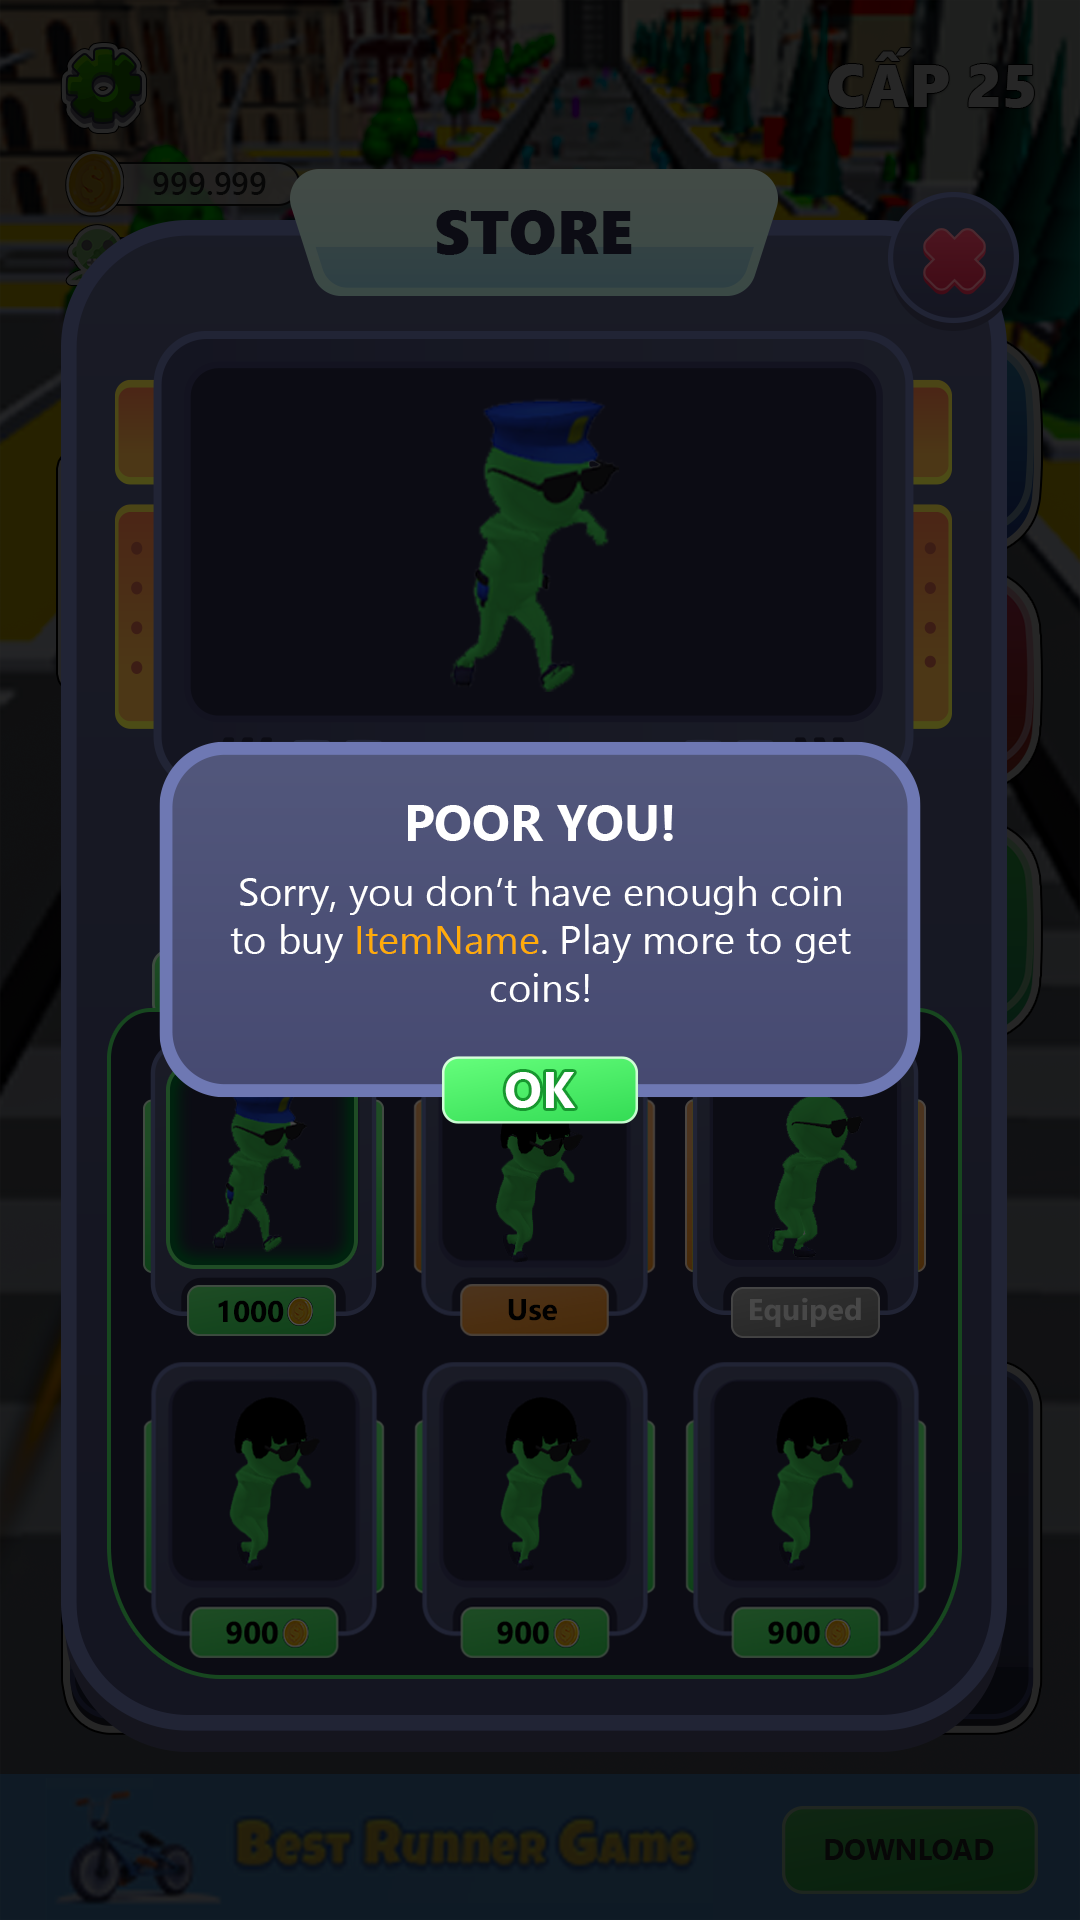 CẤP 25
999.999
STORE
POOR YOU!
Sorry, you don’t have enough coin
to buy ItemName. Play more to get
coins!
OK
1000
Use
Equiped
900
900
900
BEST RUNNER GAME
DOWNLOAD